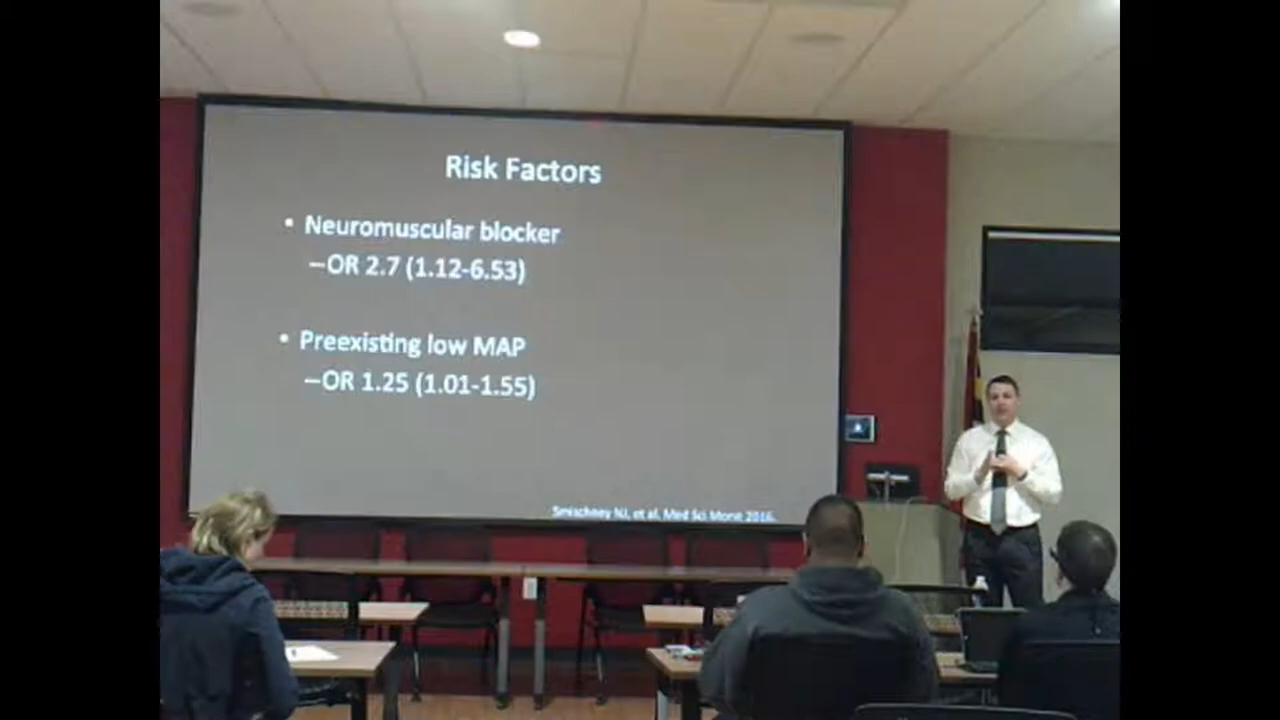 Risk Factors
• Neuromuscular blocker
–OR 2.7 (1.12-6.53)
• Preexisting low MAP
–OR 1.25 (1.01-1.55)
Smischney NJ, et al. Med Sci Monit 2016.